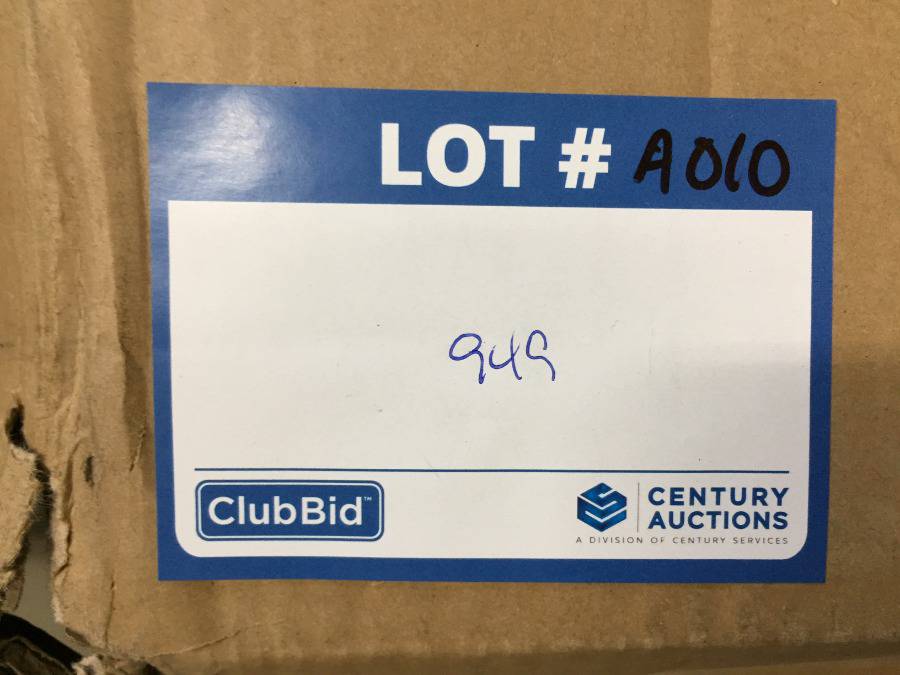 LOT # A010
949
ClubBid™
CENTURY
AUCTIONS
A DIVISION OF CENTURY SERVICES